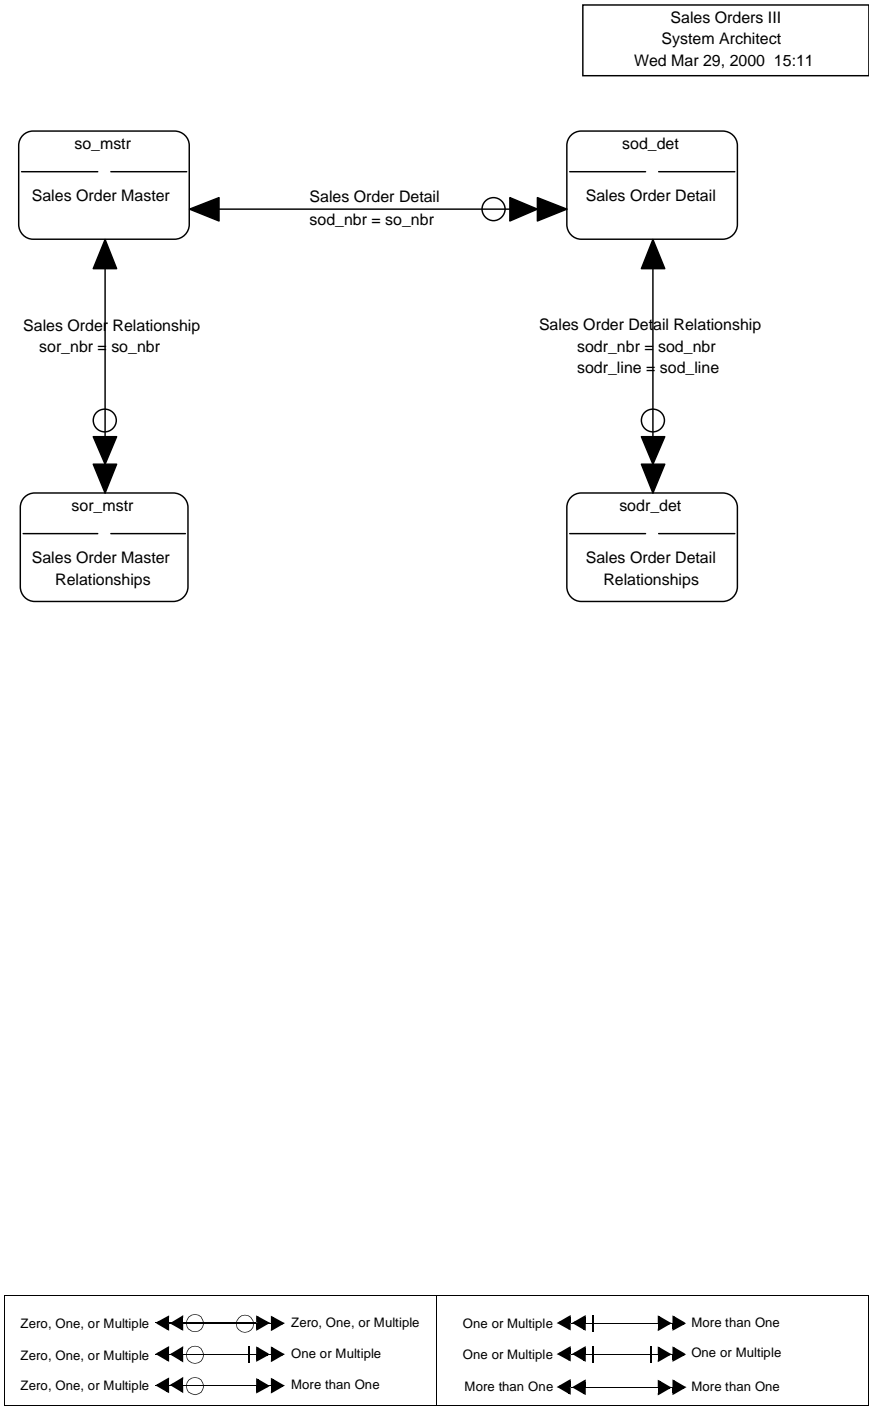 Sales Orders III
System Architect
Wed Mar 29, 2000  15:11
so_mstr
Sales Order Master
Sales Order Detail
sod_nbr = so_nbr
sod_det
Sales Order Detail
Sales Order Relationship
sor_nbr = so_nbr
Sales Order Detail Relationship
sodr_nbr = sod_nbr
sodr_line = sod_line
sor_mstr
Sales Order Master
Relationships
sodr_det
Sales Order Detail
Relationships
Zero, One, or Multiple
Zero, One, or Multiple
Zero, One, or Multiple
One or Multiple
Zero, One, or Multiple
More than One
One or Multiple
More than One
One or Multiple
One or Multiple
More than One
More than One